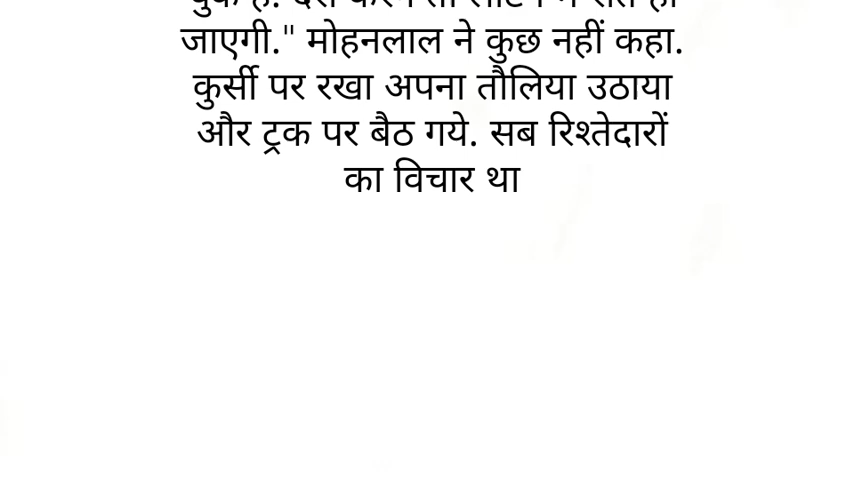 जाएगी." मोहनलाल ने कुछ नहीं कहा.
कुर्सी पर रखा अपना तौलिया उठाया
और ट्रक पर बैठ गये. सब रिश्तेदारों
का विचार था